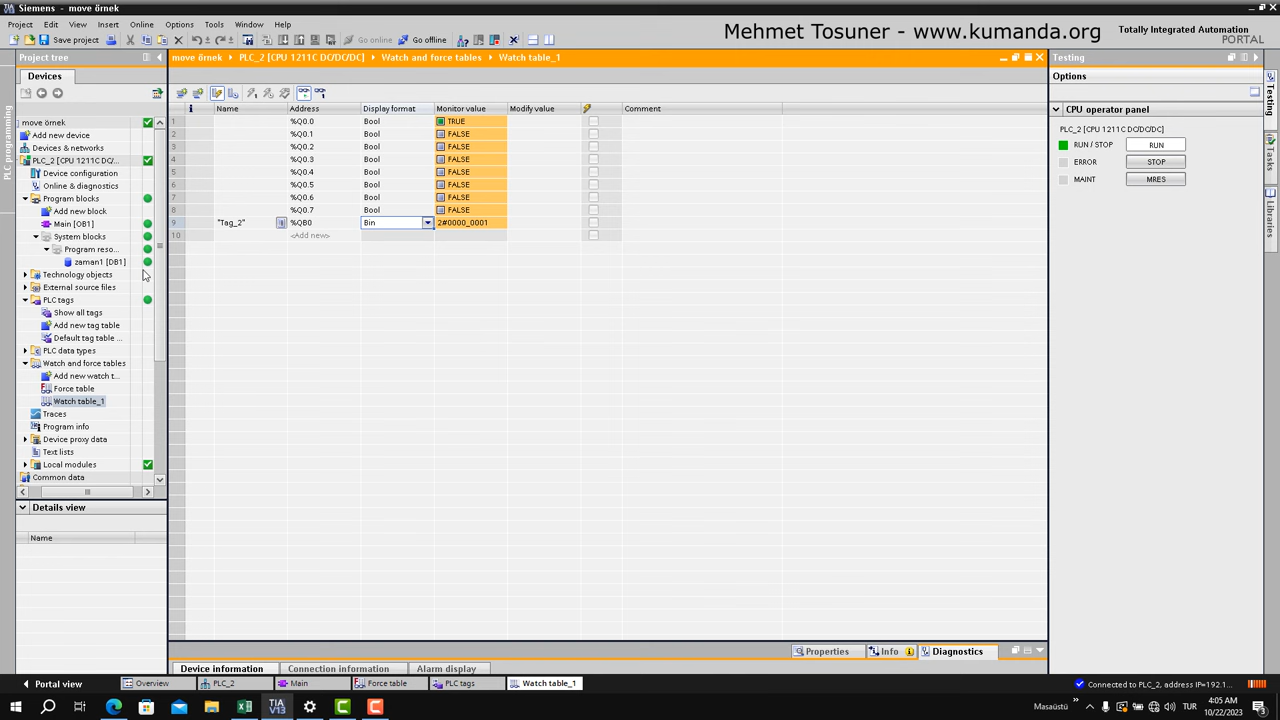 Siemens - move örnek
Project Edit View Insert Online Options Tools Window Help
Mehmet Tosuner - www.kumanda.org
Totally Integrated Automation
PORTAL
Save project
Go online
Go offline
Project tree
move örnek PLC_2 [CPU 1211C DC/DC/DC] Watch and force tables Watch table_1
Testing
Devices
Options
PLC programming
Testing
Tasks
Libraries
i Name Address Display format Monitor value Modify value Comment
1 %Q0.0 Bool TRUE
2 %Q0.1 Bool FALSE
3 %Q0.2 Bool FALSE
4 %Q0.3 Bool FALSE
5 %Q0.4 Bool FALSE
6 %Q0.5 Bool FALSE
7 %Q0.6 Bool FALSE
8 %Q0.7 Bool FALSE
9 "Tag_2" %QB0 Bin 2#0000_0001
10 <Add new>
CPU operator panel
PLC_2 [CPU 1211C DC/DC/DC]
RUN / STOP RUN
ERROR STOP
MAINT MRES
move örnek
Add new device
Devices & networks
PLC_2 [CPU 1211C DC/...
Device configuration
Online & diagnostics
Program blocks
Add new block
Main [OB1]
System blocks
Program reso...
zaman1 [DB1]
Technology objects
External source files
PLC tags
Show all tags
Add new tag table
Default tag table ...
PLC data types
Watch and force tables
Add new watch t...
Force table
Watch table_1
Traces
Program info
Device proxy data
Text lists
Local modules
Common data
Details view
Name
Properties Info Diagnostics
Device information Connection information Alarm display
Portal view Overview PLC_2 Main Force table PLC tags Watch table_1
Connected to PLC_2, address IP=192.1...
TIA
V13
Masaüstü
TUR
4:05 AM
10/22/2023
3